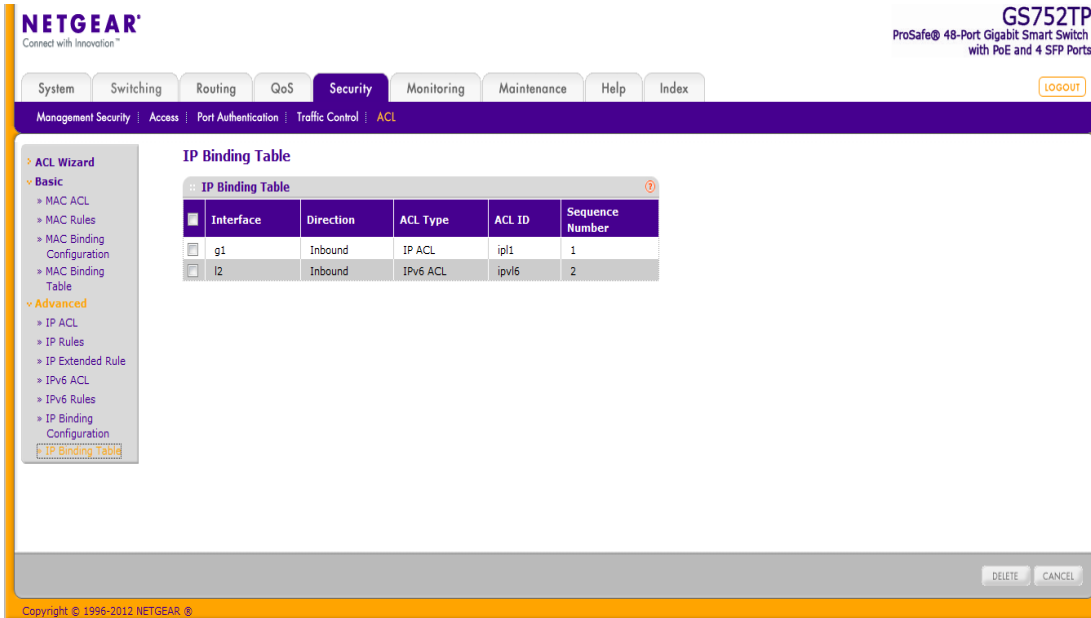 NETGEAR®
Connect with Innovation™
GS752TP
ProSafe® 48-Port Gigabit Smart Switch
with PoE and 4 SFP Ports
System Switching Routing QoS Security Monitoring Maintenance Help Index
LOGOUT
Management Security Access Port Authentication Traffic Control ACL
ACL Wizard
Basic
» MAC ACL
» MAC Rules
» MAC Binding
Configuration
» MAC Binding
Table
Advanced
» IP ACL
» IP Rules
» IP Extended Rule
» IPv6 ACL
» IPv6 Rules
» IP Binding
Configuration
» IP Binding Table
IP Binding Table
IP Binding Table ?
Interface Direction ACL Type ACL ID Sequence Number
g1 Inbound IP ACL ipl1 1
l2 Inbound IPv6 ACL ipvl6 2
DELETE CANCEL
Copyright © 1996-2012 NETGEAR ®